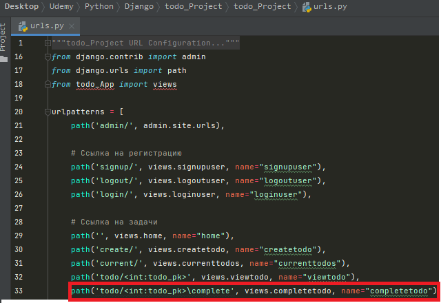 Desktop > Udemy > Python > Django > todo_Project > todo_Project > urls.py
Project
urls.py ×
1 """todo_Project URL Configuration..."""
16 from django.contrib import admin
17 from django.urls import path
18 from todo_App import views
19
20 urlpatterns = [
21 path('admin/', admin.site.urls),
22
23 # Ссылка на регистрацию
24 path('signup/', views.signupuser, name="signupuser"),
25 path('logout/', views.logoutuser, name="logoutuser"),
26 path('login/', views.loginuser, name="loginuser"),
27
28 # Ссылка на задачи
29 path('', views.home, name="home"),
30 path('create/', views.createtodo, name="createtodo"),
31 path('current/', views.currenttodos, name="currenttodos"),
32 path('todo/<int:todo_pk>', views.viewtodo, name="viewtodo"),
33 path('todo/<int:todo_pk>\complete', views.completetodo, name="completetodo")